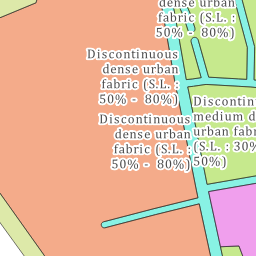 dense urban
fabric (S.L. :
50% - 80%)
Discontinuous
dense urban
fabric (S.L. :
50% - 80%)
Discontinuous
dense urban
fabric (S.L. :
50% - 80%)
Discontin
medium d
urban fab
(S.L. : 30%
50%)